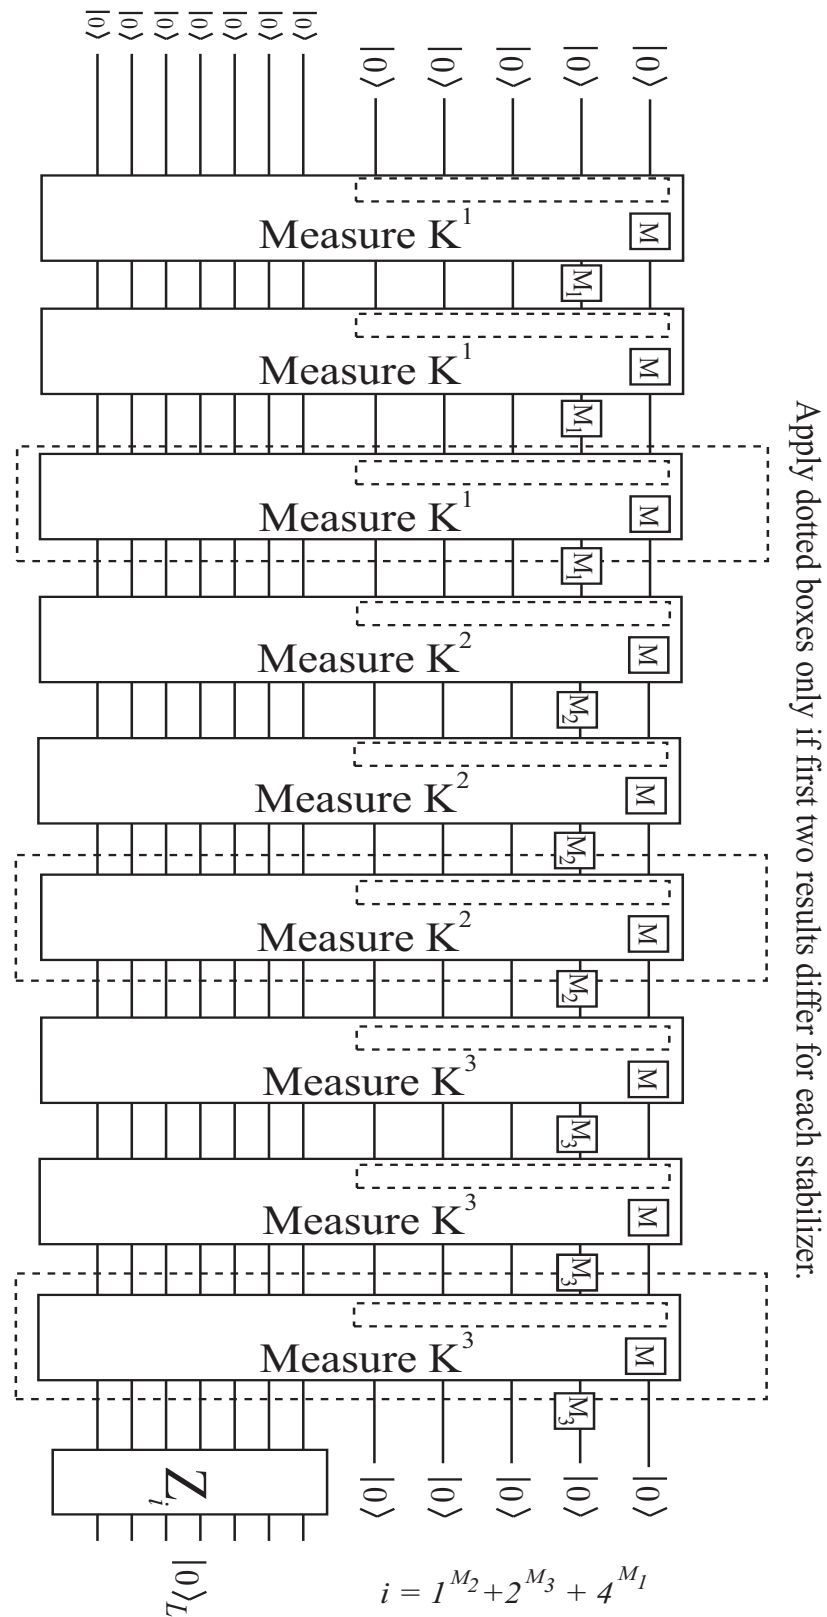 |0⟩ |0⟩ |0⟩ |0⟩ |0⟩ |0⟩ |0⟩ |0⟩ |0⟩ |0⟩ |0⟩ |0⟩
Measure K^1
M
M_1
Measure K^1
M
M_1
Measure K^1
M
M_1
Measure K^2
M
M_2
Measure K^2
M
M_2
Measure K^2
M
M_2
Measure K^3
M
M_3
Measure K^3
M
M_3
Measure K^3
M
M_3
Z_i
|0⟩ |0⟩ |0⟩ |0⟩ |0⟩
|0⟩_L
i = 1^{M_2} + 2^{M_3} + 4^{M_1}
Apply dotted boxes only if first two results differ for each stabilizer.